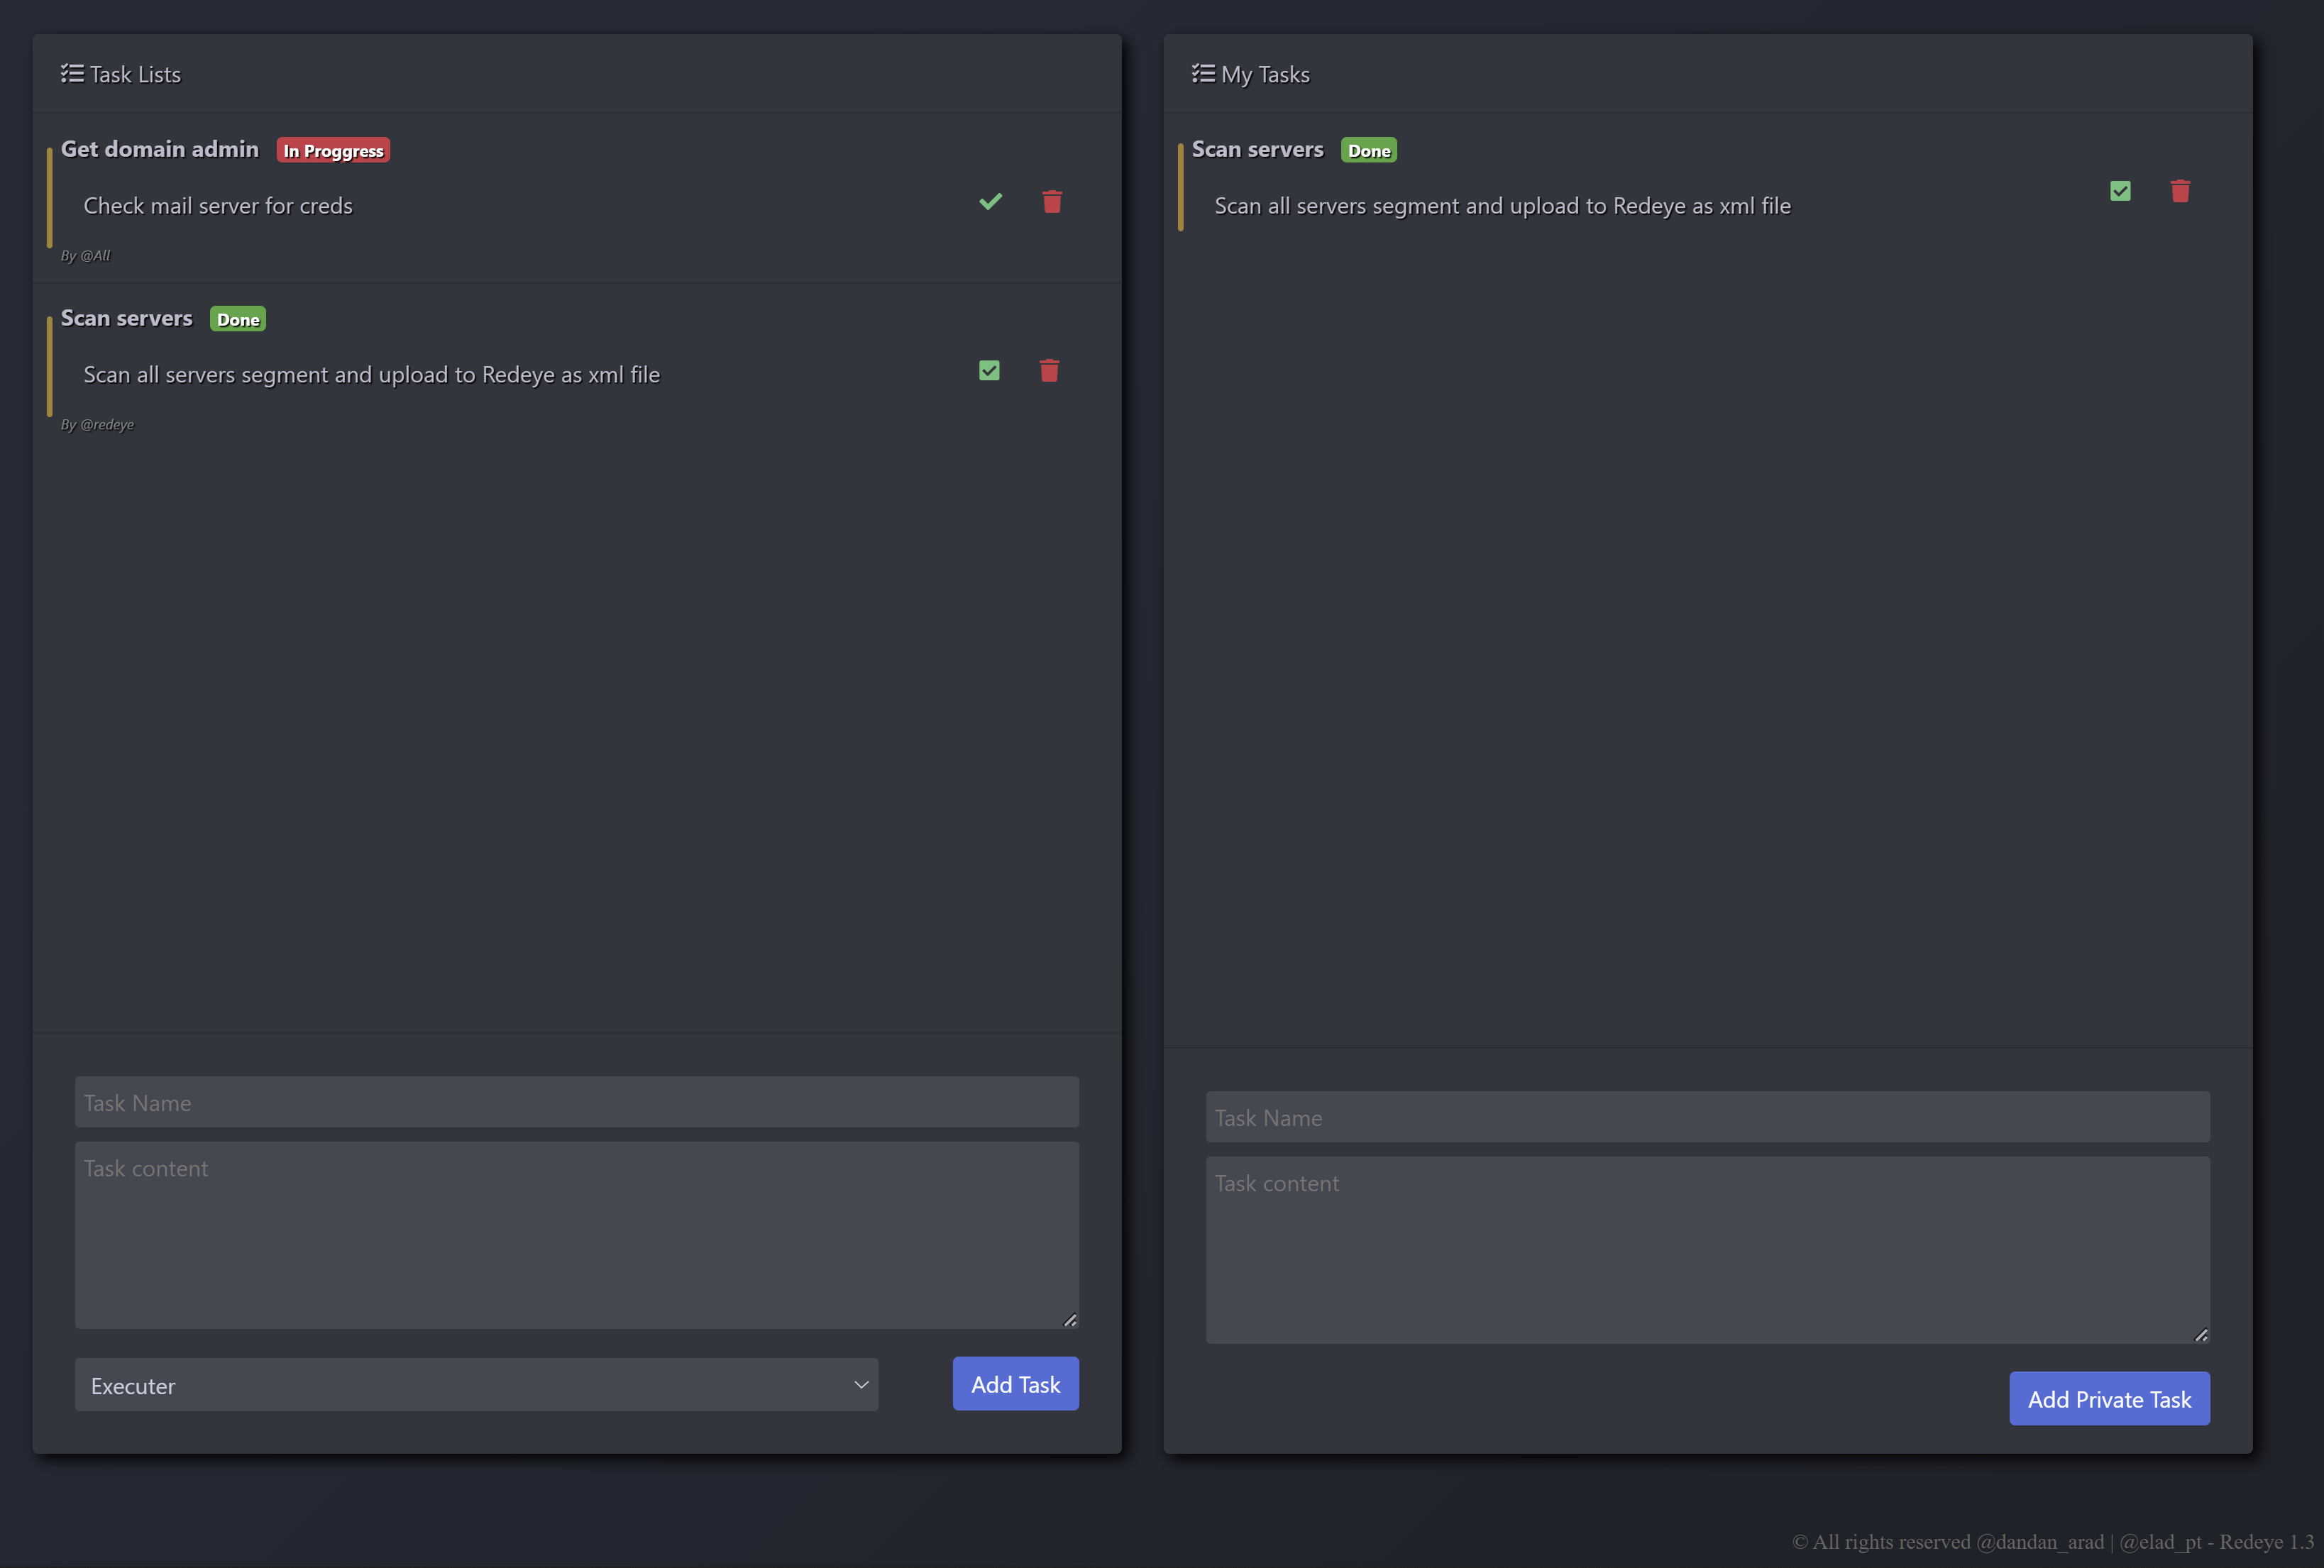 Task Lists
Get domain admin In Proggress
Check mail server for creds
By @All
Scan servers Done
Scan all servers segment and upload to Redeye as xml file
By @redeye
Task Name
Task content
Executer
Add Task
My Tasks
Scan servers Done
Scan all servers segment and upload to Redeye as xml file
Task Name
Task content
Add Private Task
© All rights reserved @dandan_arad | @elad_pt - Redeye 1.3